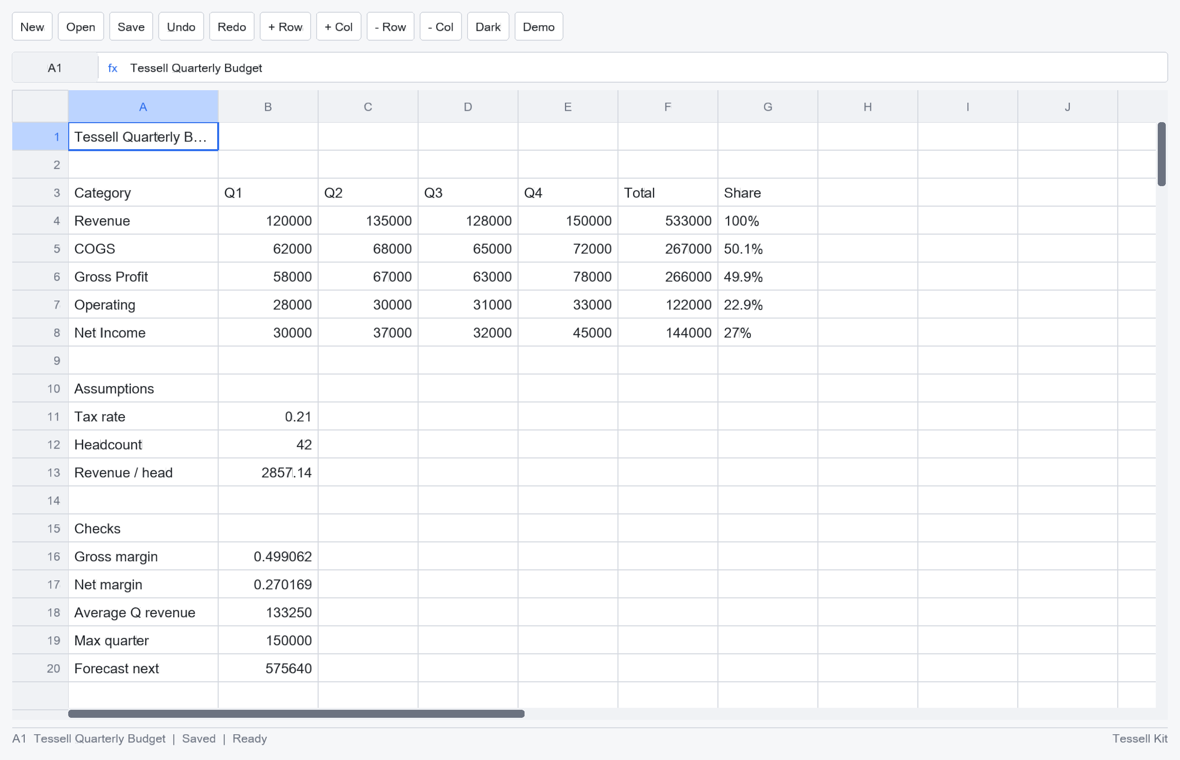 New Open Save Undo Redo + Row + Col - Row - Col Dark Demo
A1 fx Tessell Quarterly Budget
A B C D E F G H I J
1 Tessell Quarterly B...
2
3 Category Q1 Q2 Q3 Q4 Total Share
4 Revenue 120000 135000 128000 150000 533000 100%
5 COGS 62000 68000 65000 72000 267000 50.1%
6 Gross Profit 58000 67000 63000 78000 266000 49.9%
7 Operating 28000 30000 31000 33000 122000 22.9%
8 Net Income 30000 37000 32000 45000 144000 27%
9
10 Assumptions
11 Tax rate 0.21
12 Headcount 42
13 Revenue / head 2857.14
14
15 Checks
16 Gross margin 0.499062
17 Net margin 0.270169
18 Average Q revenue 133250
19 Max quarter 150000
20 Forecast next 575640
A1 Tessell Quarterly Budget | Saved | Ready Tessell Kit